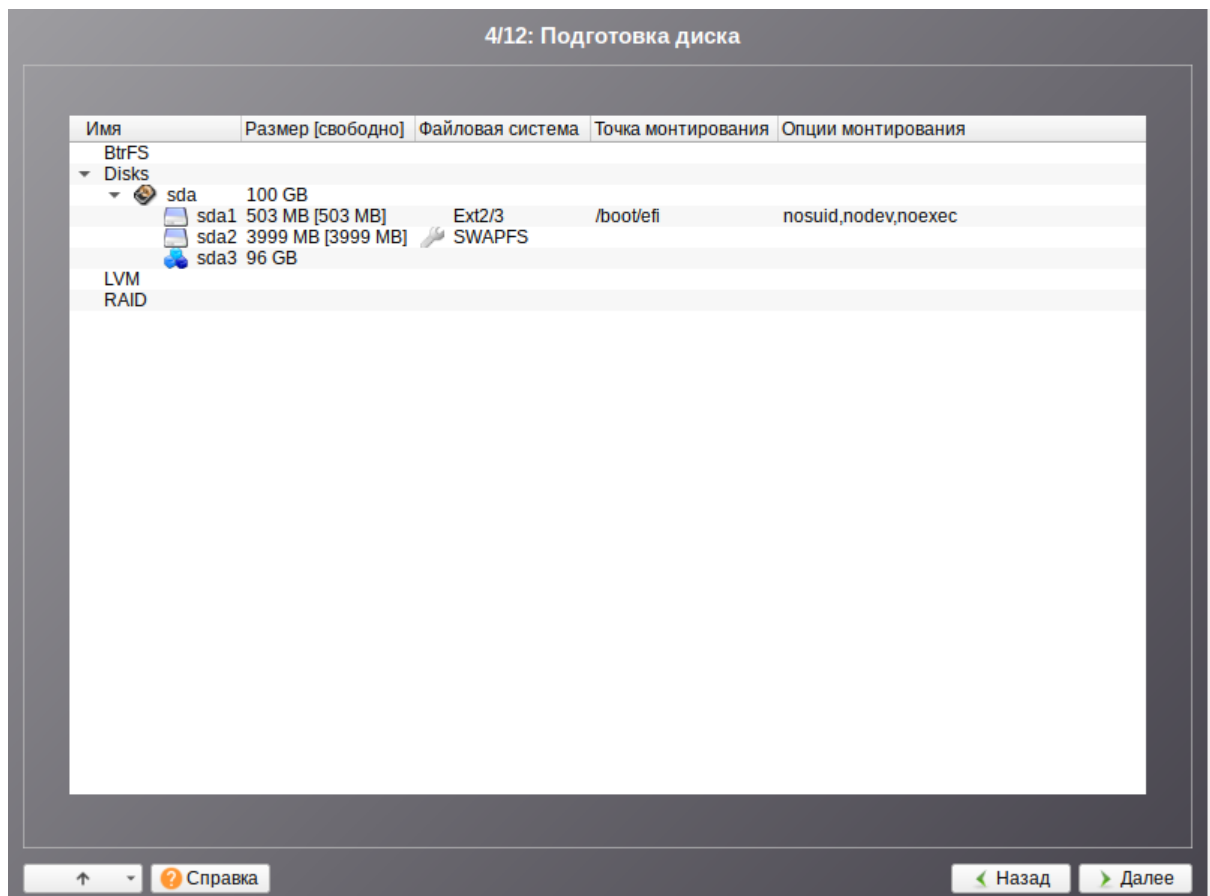 4/12: Подготовка диска
Имя Размер [свободно] Файловая система Точка монтирования Опции монтирования
BtrFS
Disks
sda 100 GB
sda1 503 MB [503 MB] Ext2/3 /boot/efi nosuid,nodev,noexec
sda2 3999 MB [3999 MB] SWAPFS
sda3 96 GB
LVM
RAID
Справка Назад Далее